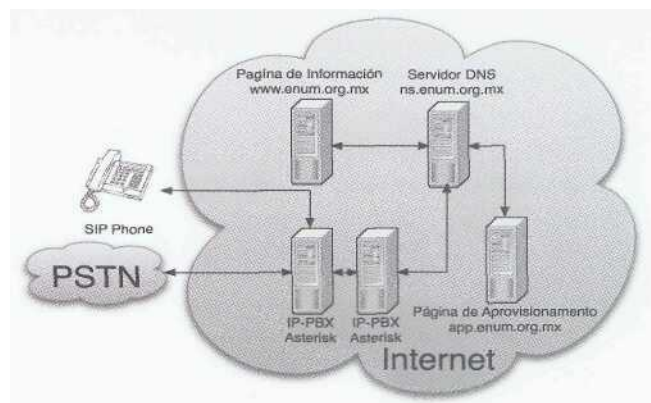 Pagina de Información
www.enum.org.mx
Servidor DNS
ns.enum.org.mx
SIP Phone
PSTN
IP-PBX
Asterisk
IP-PBX
Asterisk
Página de Aprovisionamento
app.enum.org.mx
Internet